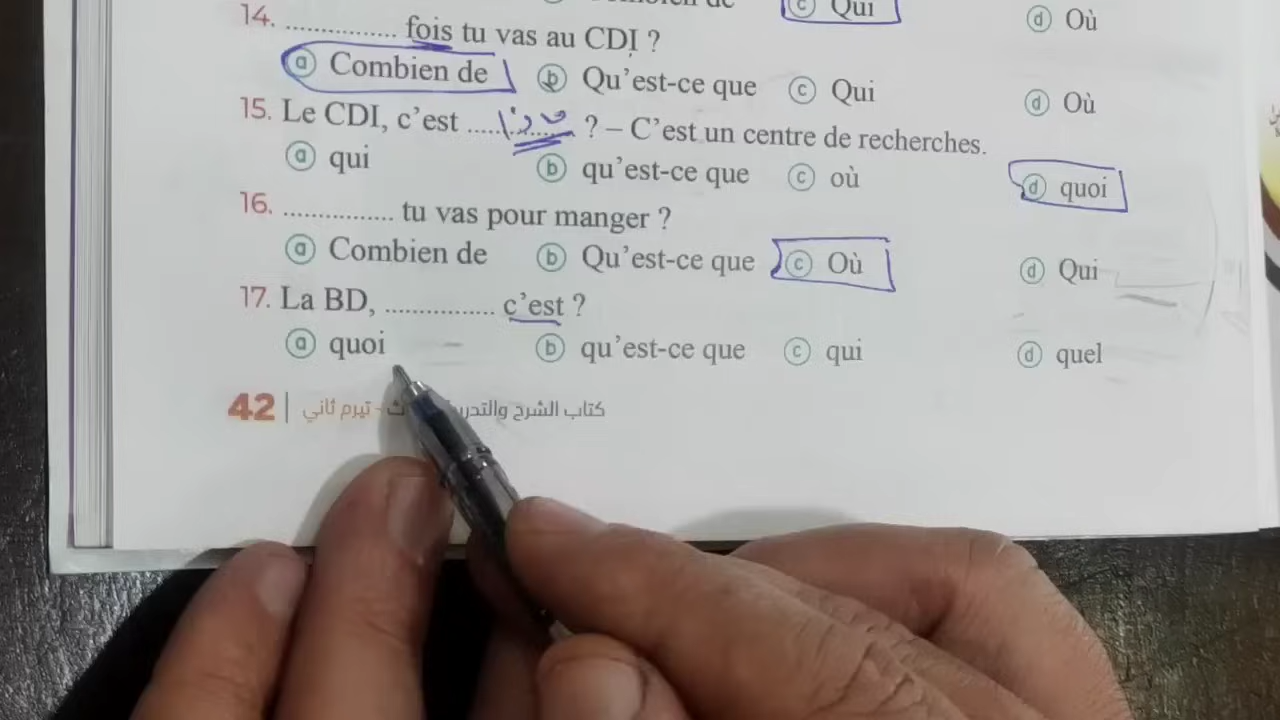 ⓒ Qui
ⓓ Où
14. ............... fois tu vas au CDI ?
ⓐ Combien de ⓑ Qu'est-ce que ⓒ Qui ⓓ Où
15. Le CDI, c'est ............... ? – C'est un centre de recherches.
ⓐ qui ⓑ qu'est-ce que ⓒ où ⓓ quoi
16. ............... tu vas pour manger ?
ⓐ Combien de ⓑ Qu'est-ce que ⓒ Où ⓓ Qui
17. La BD, ............... c'est ?
ⓐ quoi ⓑ qu'est-ce que ⓒ qui ⓓ quel
42 | كتاب الشرح - تيرم ثاني